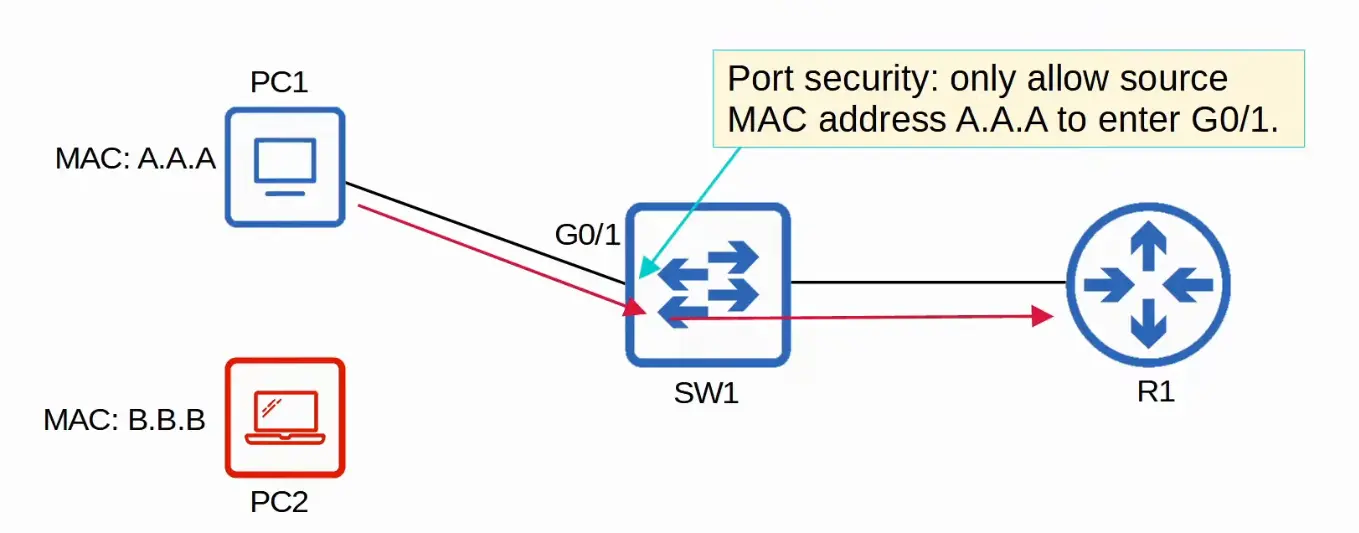 PC1
Port security: only allow source
MAC address A.A.A to enter G0/1.
MAC: A.A.A
G0/1
SW1
R1
MAC: B.B.B
PC2